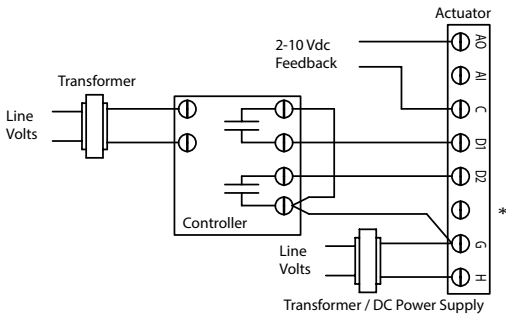 Actuator
2-10 Vdc
Feedback
Transformer
Line
Volts
Controller
AO
AI
C
D1
D2
*
G
H
Line
Volts
Transformer / DC Power Supply